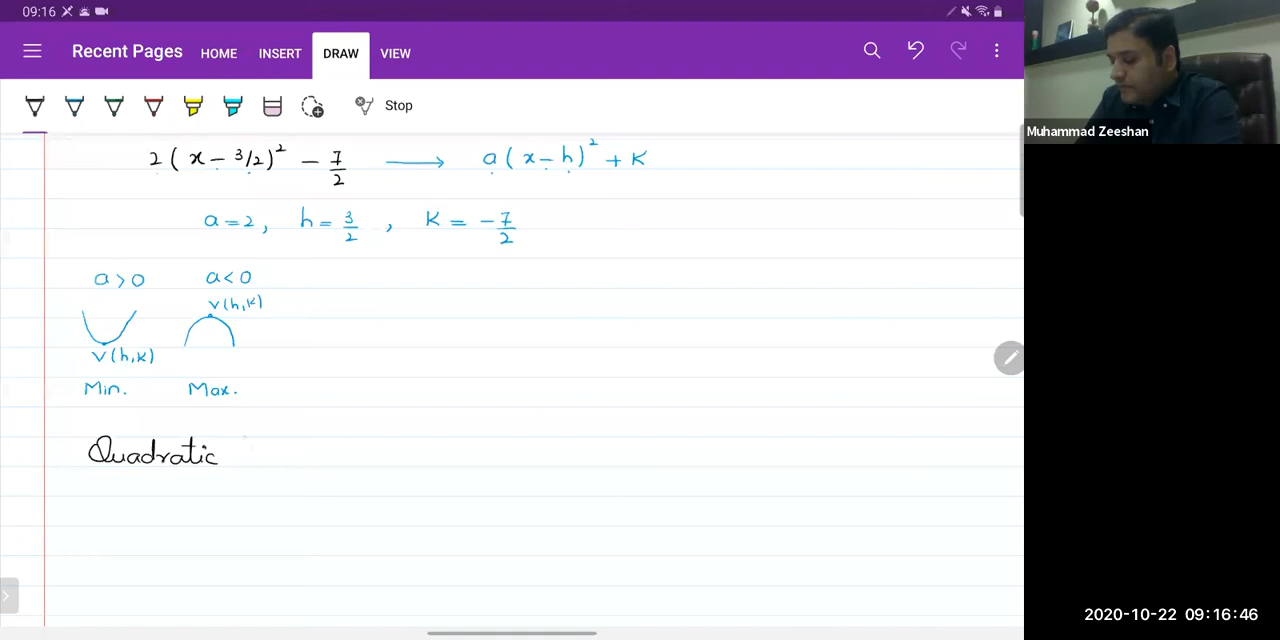 09:16
Recent Pages HOME INSERT DRAW VIEW
Stop
Muhammad Zeeshan
2(x - 3/2)² - 7/2 → a(x-h)² + K
a = 2, h = 3/2, K = -7/2
a > 0 a < 0
V(h,K)
V(h,K)
Min. Max.
Quadratic
2020-10-22 09:16:46